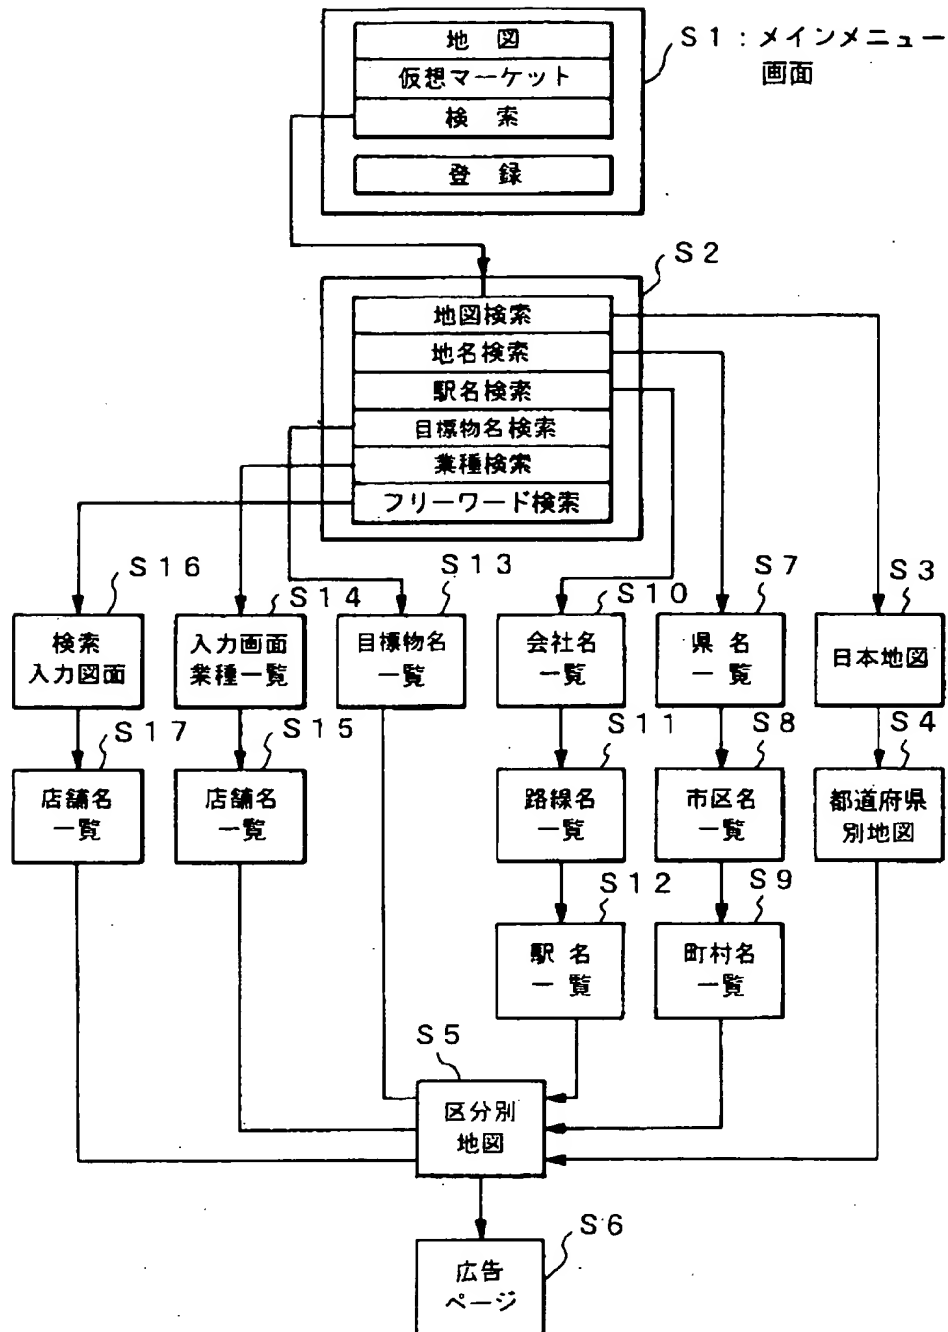 S1：メインメニュー
画面
地 図
仮想マーケット
検 索
登 録
S2
地図検索
地名検索
駅名検索
目標物名検索
業種検索
フリーワード検索
S16
検索
入力図面
S14
入力画面
業種一覧
S13
目標物名
一覧
S10
会社名
一覧
S7
県名
一覧
S3
日本地図
S17
店舗名
一覧
S15
店舗名
一覧
S11
路線名
一覧
S8
市区名
一覧
S4
都道府県
別地図
S12
駅名
一覧
S9
町村名
一覧
S5
区分別
地図
S6
広告
ページ